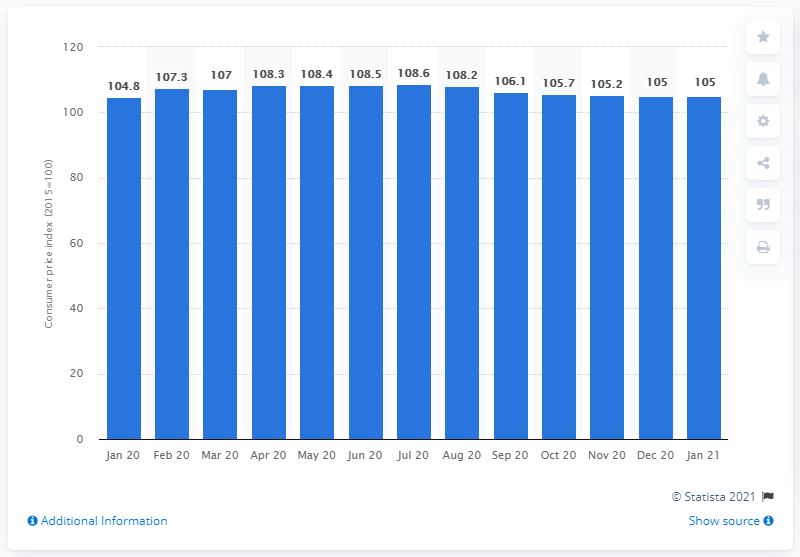 120
100
80
60
40
20
0
Consumer price index (2015=100)
104.8 107.3 107 108.3 108.4 108.5 108.6 108.2 106.1 105.7 105.2 105 105
Jan 20 Feb 20 Mar 20 Apr 20 May 20 Jun 20 Jul 20 Aug 20 Sep 20 Oct 20 Nov 20 Dec 20 Jan 21
© Statista 2021
Additional Information Show source